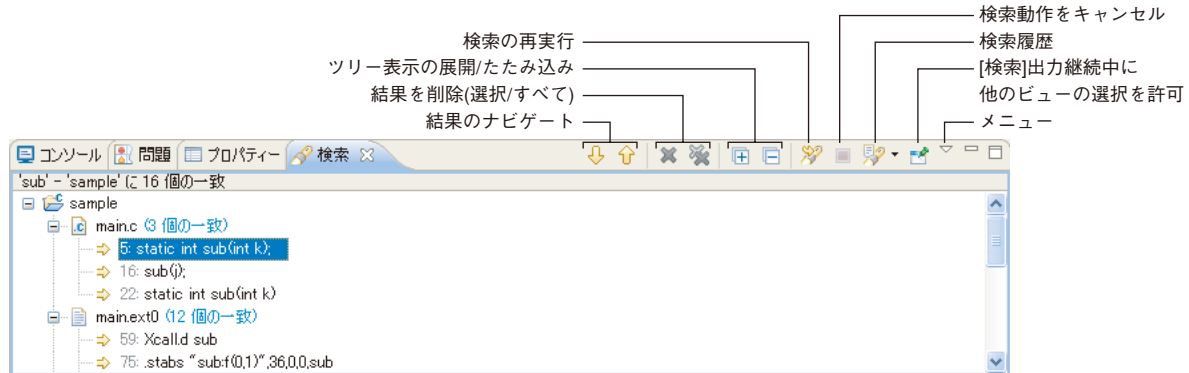 検索動作をキャンセル
検索の再実行
検索履歴
ツリー表示の展開/たたみ込み
[検索]出力継続中に
他のビューの選択を許可
結果を削除(選択/すべて)
結果のナビゲート
メニュー
コンソール 問題 プロパティー 検索
'sub' - 'sample' に 16 個の一致
sample
main.c (3 個の一致)
5: static int sub(int k);
16: sub(j);
22: static int sub(int k)
main.ext0 (12 個の一致)
59: Xcall.d sub
75: .stabs "sub:f(0,1)",36,0,0,sub